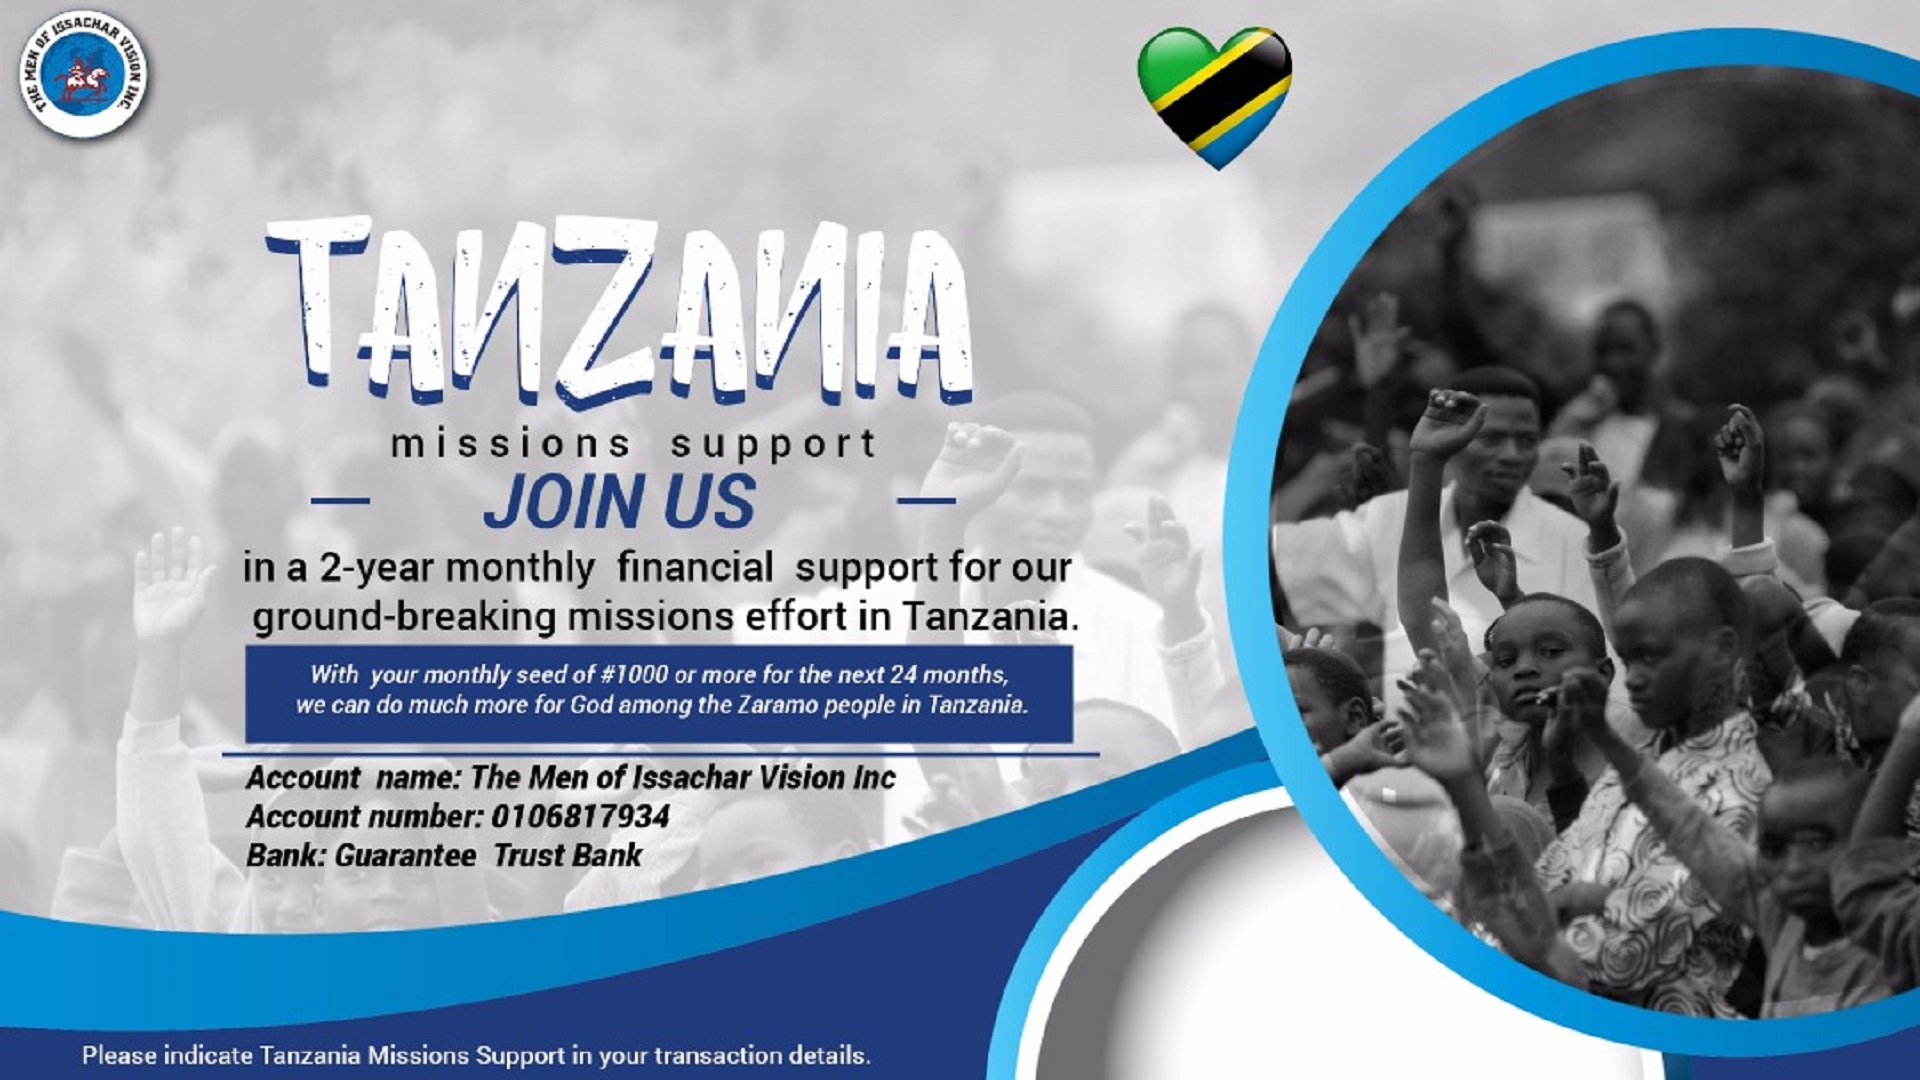 THE MEN OF ISSACHAR VISION INC.
TANZANIA
missions support
JOIN US
in a 2-year monthly financial support for our
ground-breaking missions effort in Tanzania.
With your monthly seed of #1000 or more for the next 24 months,
we can do much more for God among the Zaramo people in Tanzania.
Account name: The Men of Issachar Vision Inc
Account number: 0106817934
Bank: Guarantee Trust Bank
Please indicate Tanzania Missions Support in your transaction details.